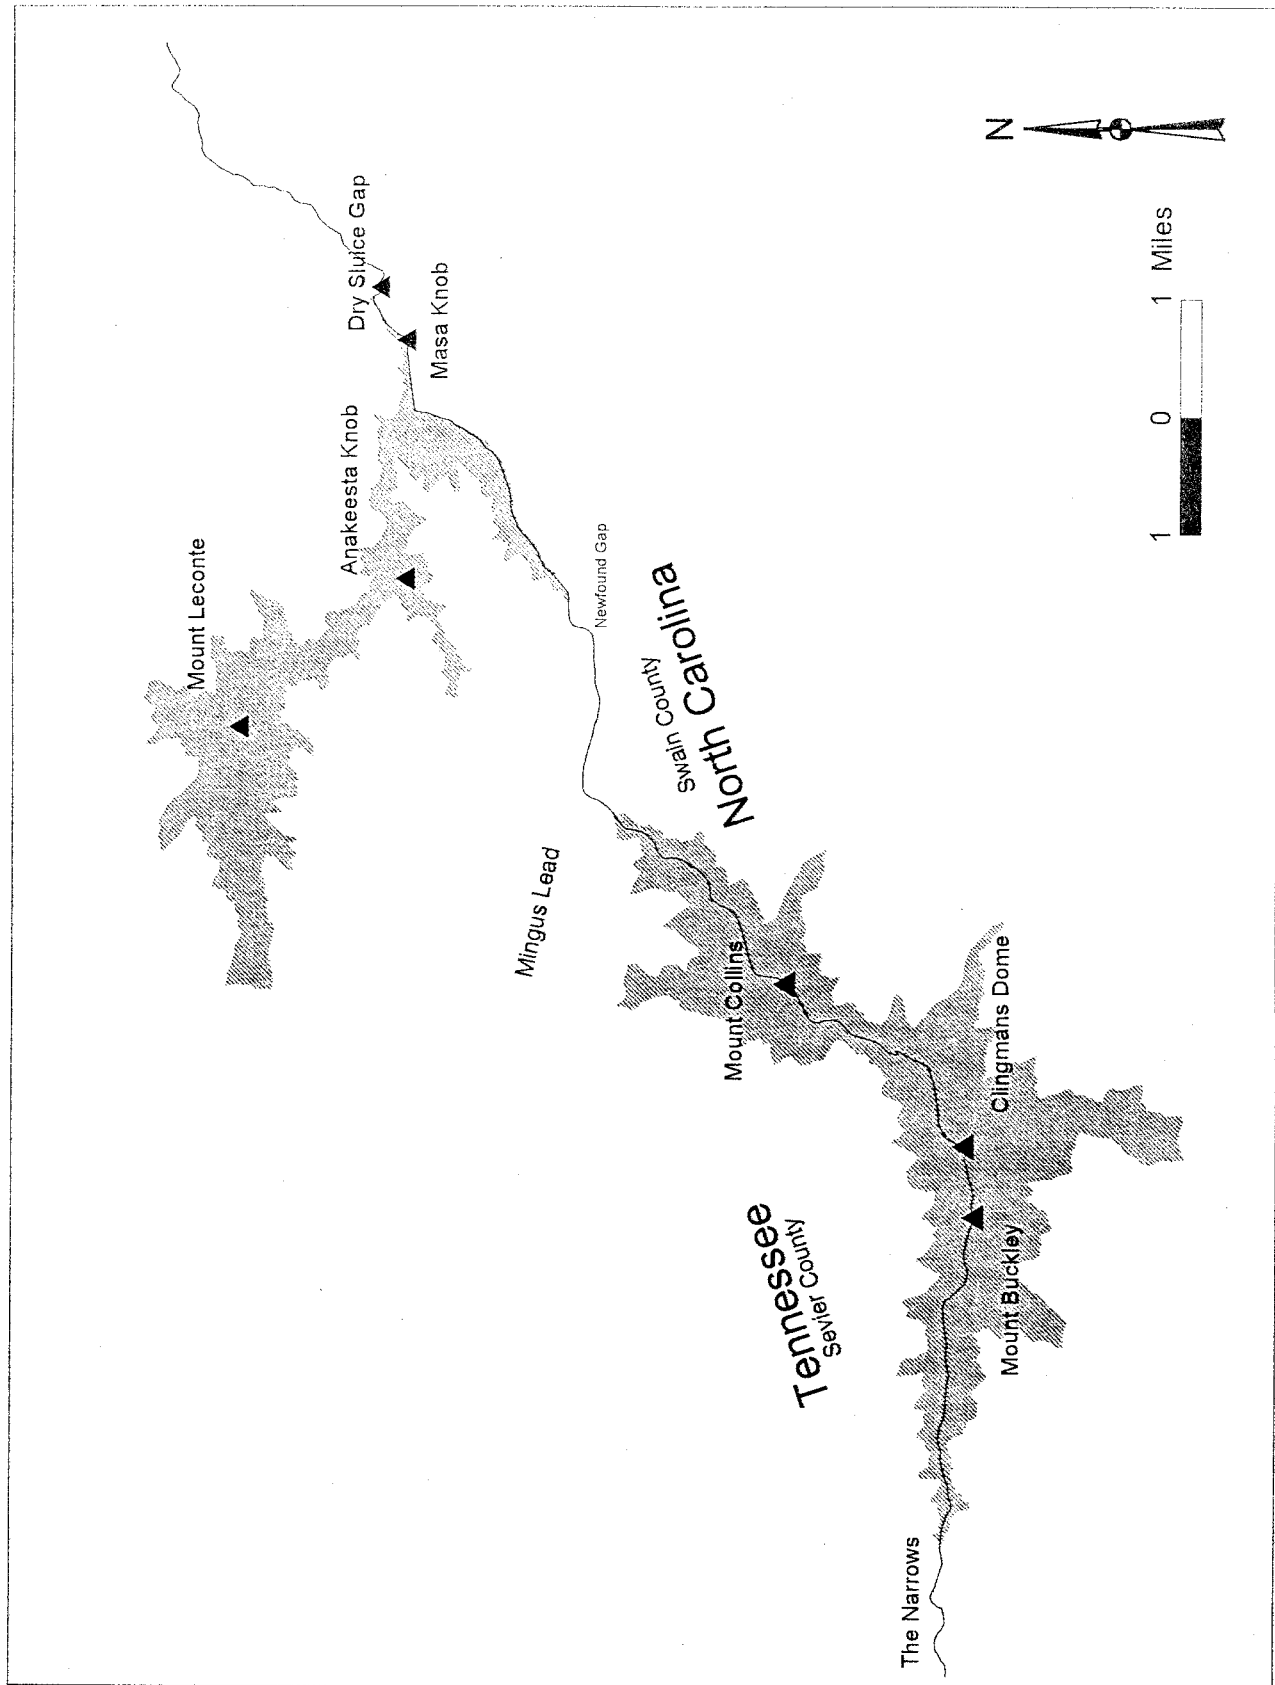 Mount Leconte
Anakeesta Knob
Dry Sluice Gap
Masa Knob
Newfound Gap
Mingus Lead
Swain County
North Carolina
Mount Collins
Clingmans Dome
Tennessee
Sevier County
Mount Buckley
The Narrows
N
1 0 1 Miles